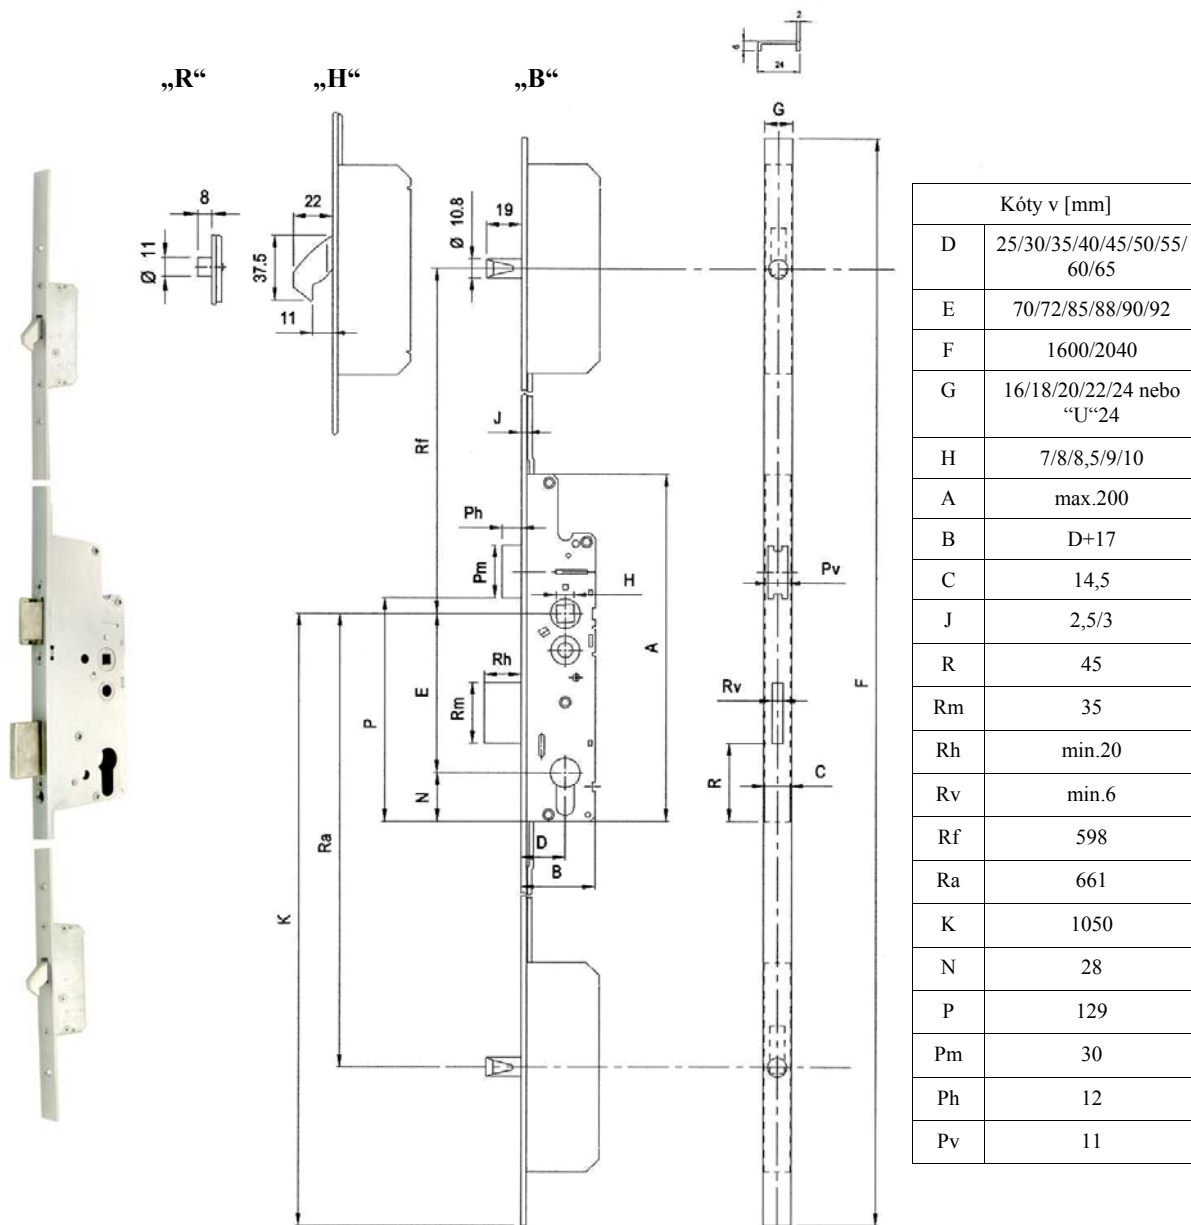 2
6
24
„R“ „H“ „B“
G
8
Ø 11
22
37.5
11
Ø 10.8
19
J
Rf
Ph
Pm
H
Pv
A
F
Rh
Rm
E
P
Rv
R
C
N
D
B
Ra
K
Kóty v [mm]
D 25/30/35/40/45/50/55/
60/65
E 70/72/85/88/90/92
F 1600/2040
G 16/18/20/22/24 nebo
“U“24
H 7/8/8,5/9/10
A max.200
B D+17
C 14,5
J 2,5/3
R 45
Rm 35
Rh min.20
Rv min.6
Rf 598
Ra 661
K 1050
N 28
P 129
Pm 30
Ph 12
Pv 11